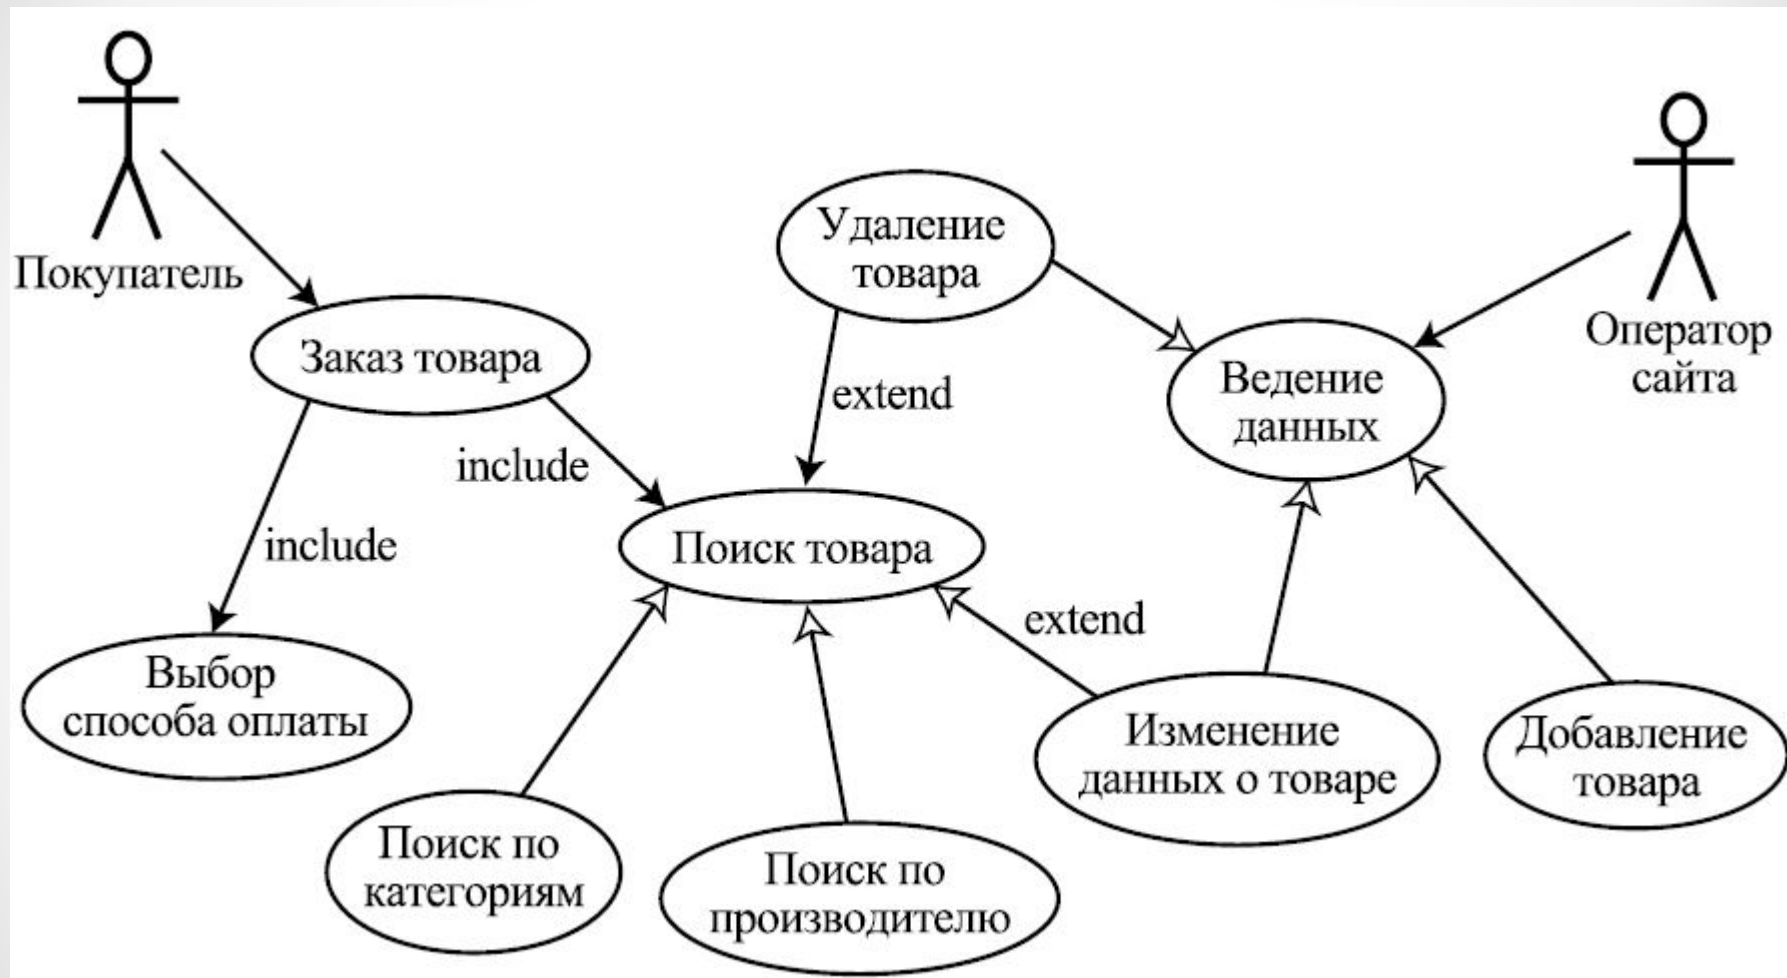 Покупатель
Заказ товара
include
include
Выбор
способа оплаты
Удаление
товара
extend
Поиск товара
extend
Ведение
данных
Оператор
сайта
Поиск по
категориям
Поиск по
производителю
Изменение
данных о товаре
Добавление
товара